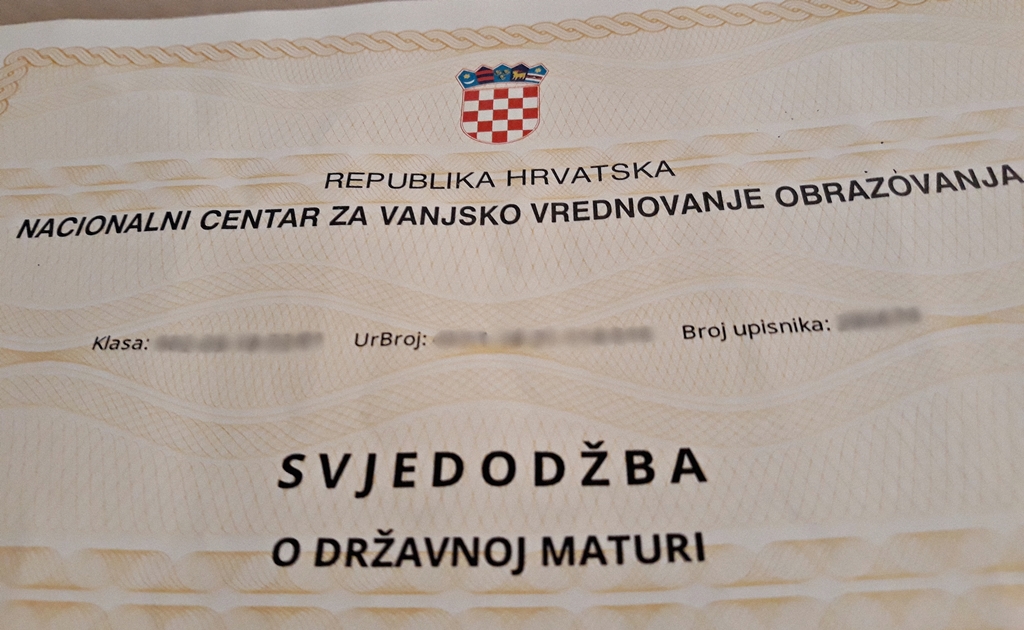 REPUBLIKA HRVATSKA
NACIONALNI CENTAR ZA VANJSKO VREDNOVANJE OBRAZOVANJA
Klasa: UrBroj: Broj upisnika:
SVJEDODŽBA
O DRŽAVNOJ MATURI